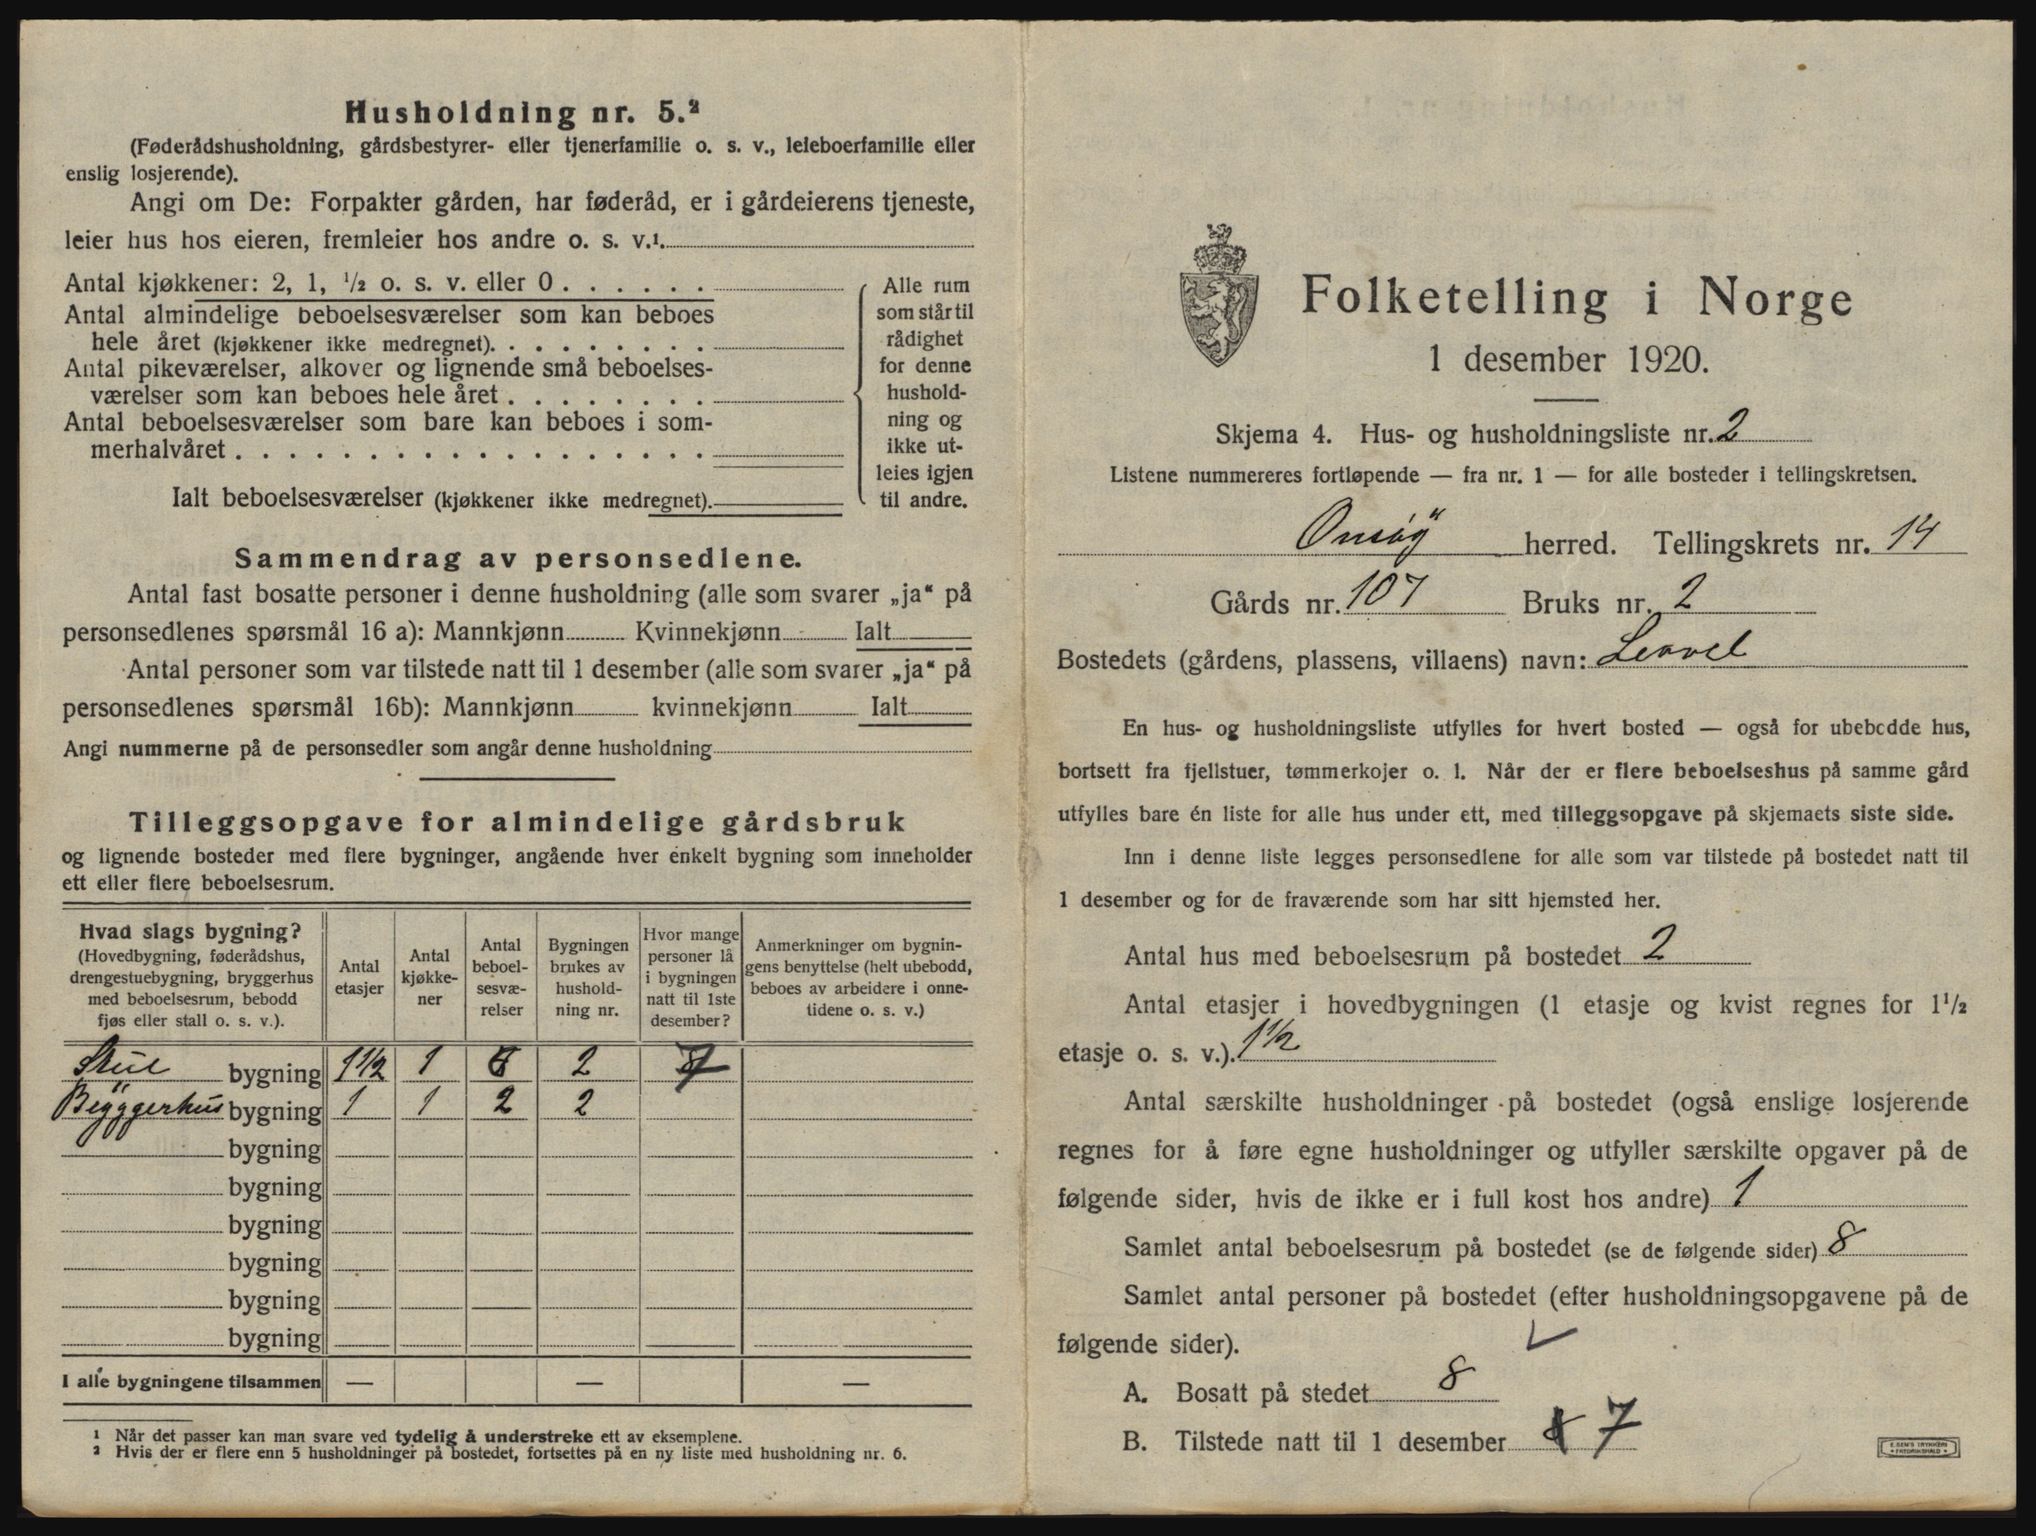 Husholdning nr. 5.²
(Føderådshusholdning, gårdsbestyrer- eller tjenerfamilie o. s. v., leieboerfamilie eller
enslig losjerende).
Angi om De: Forpakter gården, har føderåd, er i gårdeierens tjeneste,
leier hus hos eieren, fremleier hos andre o. s. v.¹.
Antal kjøkkener: 2, 1, ½ o. s. v. eller 0
Antal almindelige beboelsesværelser som kan beboes
hele året (kjøkkener ikke medregnet).
Antal pikeværelser, alkover og lignende små beboelses-
værelser som kan beboes hele året
Antal beboelsesværelser som bare kan beboes i som-
merhalvåret
Ialt beboelsesværelser (kjøkkener ikke medregnet).
Alle rum
som står til
rådighet
for denne
hushold-
ning og
ikke ut-
leies igjen
til andre.
Sammendrag av personsedlene.
Antal fast bosatte personer i denne husholdning (alle som svarer „ja“ på
personsedlenes spørsmål 16 a): Mannkjønn Kvinnekjønn Ialt
Antal personer som var tilstede natt til 1 desember (alle som svarer „ja“ på
personsedlenes spørsmål 16b): Mannkjønn kvinnekjønn Ialt
Angi nummerne på de personsedler som angår denne husholdning
Tilleggsopgave for almindelige gårdsbruk
og lignende bosteder med flere bygninger, angående hver enkelt bygning som inneholder
ett eller flere beboelsesrum.
Hvad slags bygning?
(Hovedbygning, føderådshus,
drengestuebygning, bryggerhus
med beboelsesrum, bebodd
fjøs eller stall o. s. v.).
Antal
etasjer
Antal
kjøkke-
ner
Antal
beboel-
sesvæ-
relser
Bygningen
brukes av
hushold-
ning nr.
Hvor mange
personer lå
i bygningen
natt til 1ste
desember?
Anmerkninger om bygnin-
gens benyttelse (helt ubebodd,
beboes av arbeidere i onne-
tidene o. s. v.)
bygning 1½ 1 2 7
Bryggerhus bygning 1 1 2 2
bygning
bygning
bygning
bygning
bygning
bygning
I alle bygningene tilsammen — — —
¹ Når det passer kan man svare ved tydelig å understreke ett av eksemplene.
² Hvis der er flere enn 5 husholdninger på bostedet, fortsettes på en ny liste med husholdning nr. 6.
Folketelling i Norge
1 desember 1920.
Skjema 4. Hus- og husholdningsliste nr. 2
Listene nummereres fortløpende — fra nr. 1 — for alle bosteder i tellingskretsen.
Onsøy herred. Tellingskrets nr. 14
Gårds nr. 107 Bruks nr. 2
Bostedets (gårdens, plassens, villaens) navn:
En hus- og husholdningsliste utfylles for hvert bosted — også for ubebodde hus,
bortsett fra fjellstuer, tømmerkojer o. l. Når der er flere beboelseshus på samme gård
utfylles bare én liste for alle hus under ett, med tilleggsopgave på skjemaets siste side.
Inn i denne liste legges personsedlene for alle som var tilstede på bostedet natt til
1 desember og for de fraværende som har sitt hjemsted her.
Antal hus med beboelsesrum på bostedet 2
Antal etasjer i hovedbygningen (1 etasje og kvist regnes for 1½
etasje o. s. v.). 1½
Antal særskilte husholdninger på bostedet (også enslige losjerende
regnes for å føre egne husholdninger og utfyller særskilte opgaver på de
følgende sider, hvis de ikke er i full kost hos andre) 1
Samlet antal beboelsesrum på bostedet (se de følgende sider) 8
Samlet antal personer på bostedet (efter husholdningsopgavene på de
følgende sider).
A. Bosatt på stedet 8
B. Tilstede natt til 1 desember 7
E. SEM'S TRYKKERI
FREDRIKSHALD